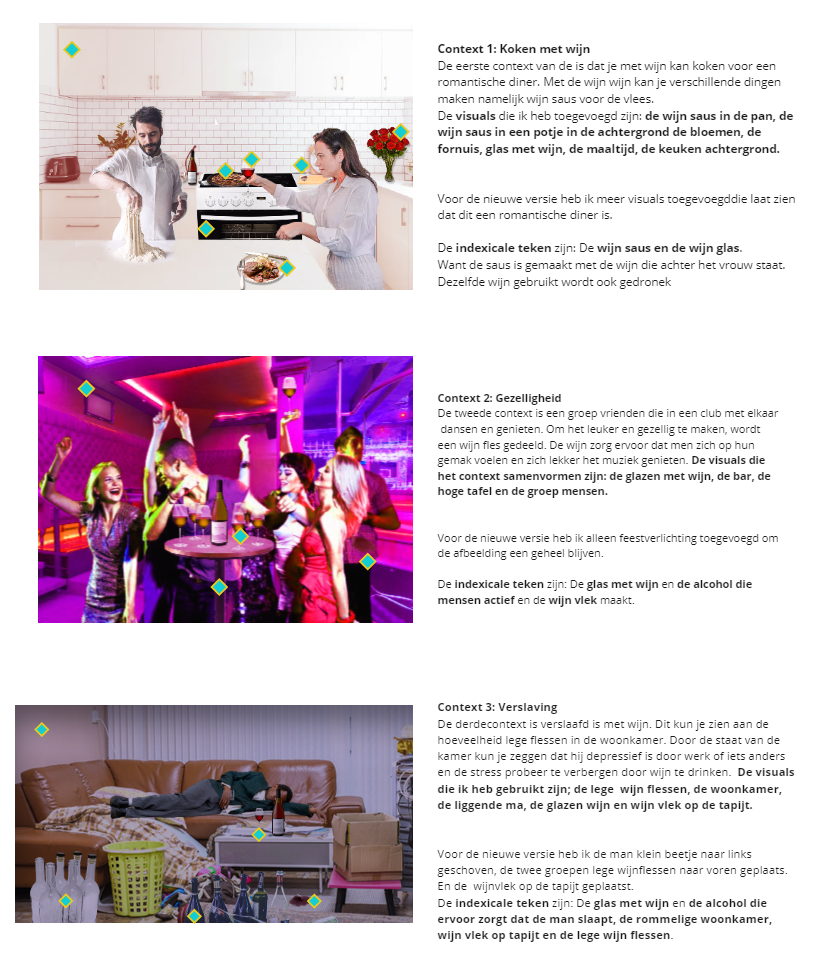 Context 1: Koken met wijn
De eerste context van de is dat je met wijn kan koken voor een
romantische diner. Met de wijn wijn kan je verschillende dingen
maken namelijk wijn saus voor de vlees.
De visuals die ik heb toegevoegd zijn: de wijn saus in de pan, de
wijn saus in een potje in de achtergrond de bloemen, de
fornuis, glas met wijn, de maaltijd, de keuken achtergrond.
Voor de nieuwe versie heb ik meer visuals toegevoegddie laat zien
dat dit een romantische diner is.
De indexicale teken zijn: De wijn saus en de wijn glas.
Want de saus is gemaakt met de wijn die achter het vrouw staat.
Dezelfde wijn gebruikt wordt ook gedronek
Context 2: Gezelligheid
De tweede context is een groep vrienden die in een club met elkaar
dansen en genieten. Om het leuker en gezellig te maken, wordt
een wijn fles gedeeld. De wijn zorg ervoor dat men zich op hun
gemak voelen en zich lekker het muziek genieten. De visuals die
het context samenvormen zijn: de glazen met wijn, de bar, de
hoge tafel en de groep mensen.
Voor de nieuwe versie heb ik alleen feestverlichting toegevoegd om
de afbeelding een geheel blijven.
De indexicale teken zijn: De glas met wijn en de alcohol die
mensen actief en de wijn vlek maakt.
Context 3: Verslaving
De derdecontext is verslaafd is met wijn. Dit kun je zien aan de
hoeveelheid lege flessen in de woonkamer. Door de staat van de
kamer kun je zeggen dat hij depressief is door werk of iets anders
en de stress probeer te verbergen door wijn te drinken. De visuals
die ik heb gebruikt zijn; de lege wijn flessen, de woonkamer,
de liggende ma, de glazen wijn en wijn vlek op de tapijt.
Voor de nieuwe versie heb ik de man klein beetje naar links
geschoven, de twee groepen lege wijnflessen naar voren geplaats.
En de wijnvlek op de tapijt geplaatst.
De indexicale teken zijn: De glas met wijn en de alcohol die
ervoor zorgt dat de man slaapt, de rommelige woonkamer,
wijn vlek op tapijt en de lege wijn flessen.